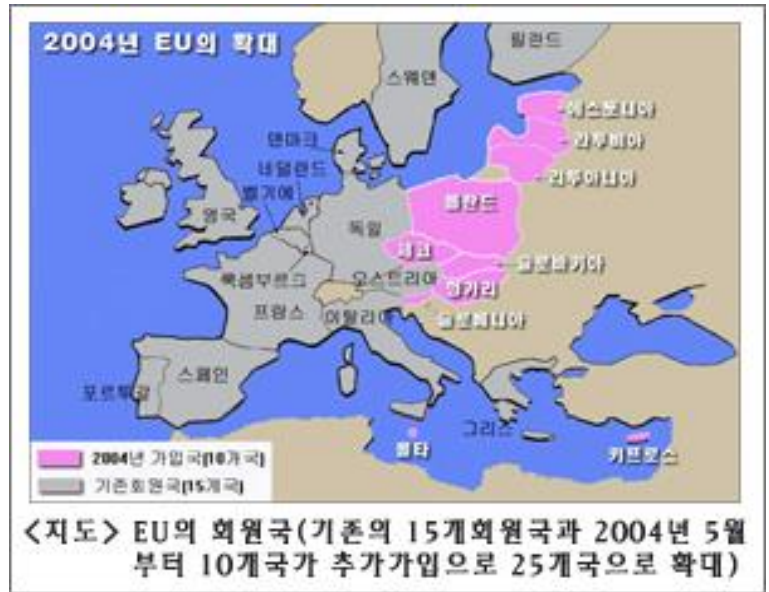 2004년 EU의 확대
핀란드
스웨덴
에스토니아
덴마크
라투비아
네덜란드
리투아니아
벨기에
폴란드
영국
독일
체코
슬로바키아
룩셈부르크
오스트리아
헝가리
프랑스
이탈리아
슬로베니아
스페인
포르투갈
그리스
몰타
키프로스
2004년 가입국(10개국)
기존회원국(15개국)
<지도> EU의 회원국(기존의 15개회원국과 2004년 5월
부터 10개국가 추가가입으로 25개국으로 확대)